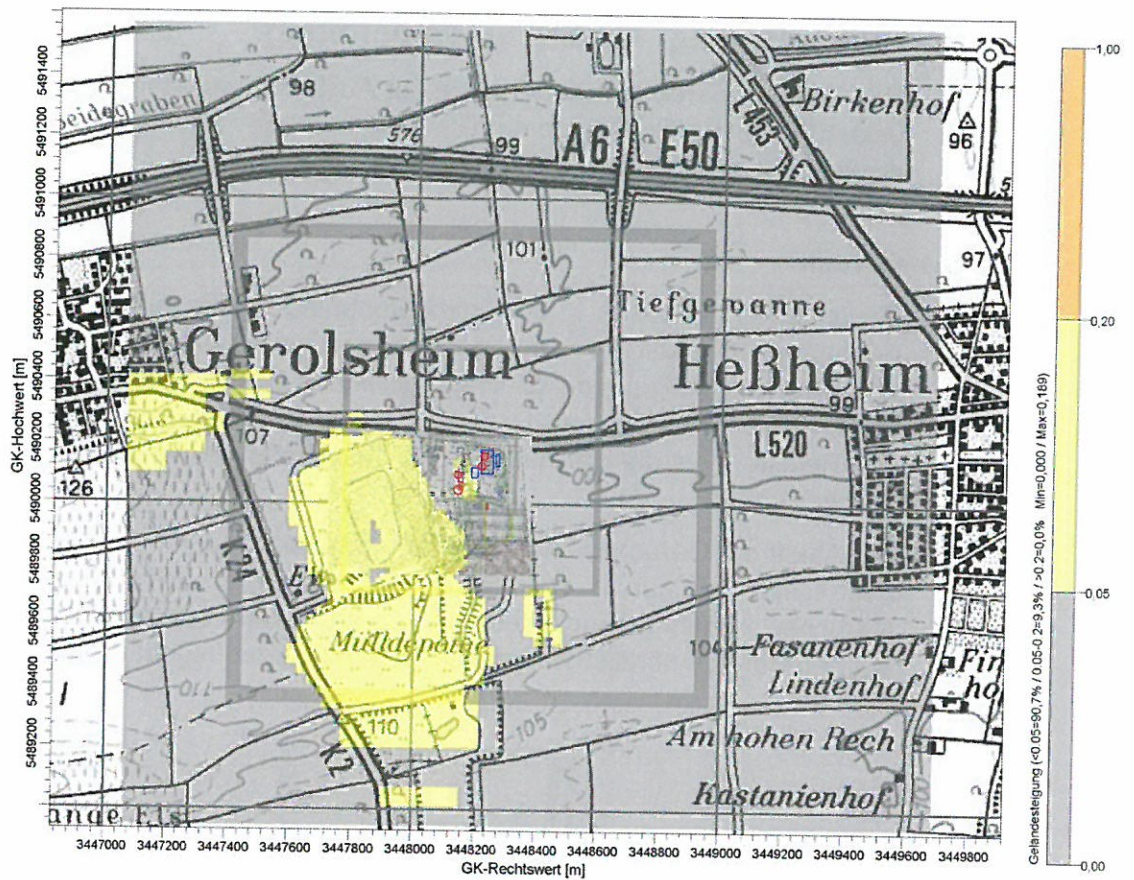 98
576
99
A6
E50
L453
Birkenhof
96
97
101
Tiefgewanne
Gerolsheim
Heßheim
107
99
L520
126
K24
Mülldeponie
110
110
K2
104
105
Fasanenhof
Lindenhof
Am hohen Rech
Kastanienhof
GK-Hochwert [m]
5491400
5491200
5491000
5490800
5490600
5490400
5490200
5490000
5489800
5489600
5489400
5489200
3447000 3447200 3447400 3447600 3447800 3448000 3448200 3448400 3448600 3448800 3449000 3449200 3449400 3449600 3449800
GK-Rechtswert [m]
1,00
0,20
0,05
0,00
Geländesteigung (<0.05=90,7% / 0.05-0.2=9,3% / >0.2=0,0% Min=0,000 / Max=0,189)